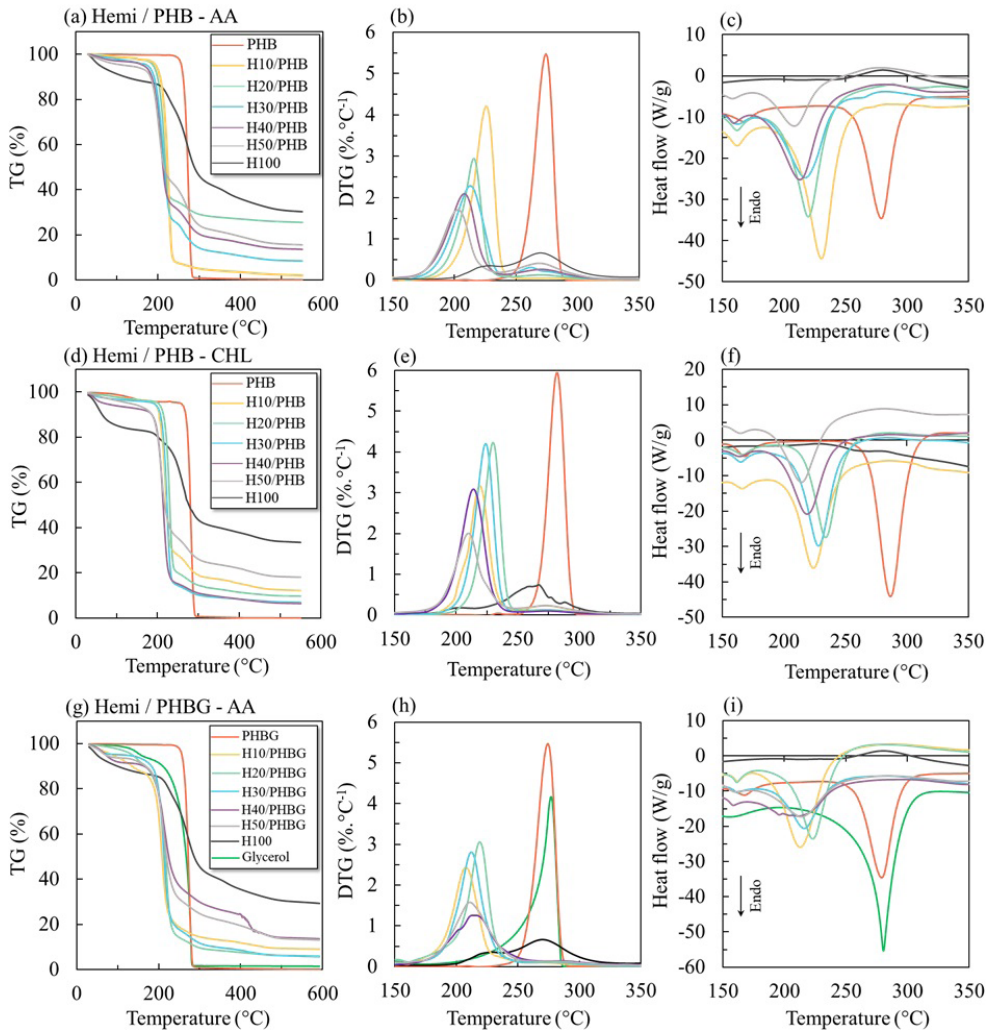 (a) Hemi / PHB - AA
100
80
60
40
20
0
0
200
400
600
TG (%)
Temperature (°C)
PHB
H10/PHB
H20/PHB
H30/PHB
H40/PHB
H50/PHB
H100
(b)
6
5
4
3
2
1
0
150
200
250
300
350
DTG (%.°C⁻¹)
Temperature (°C)
(c)
10
0
-10
-20
-30
-40
-50
150
200
250
300
350
Heat flow (W/g)
Endo
Temperature (°C)
(d) Hemi / PHB - CHL
100
80
60
40
20
0
0
200
400
600
TG (%)
Temperature (°C)
PHB
H10/PHB
H20/PHB
H30/PHB
H40/PHB
H50/PHB
H100
(e)
6
5
4
3
2
1
0
150
200
250
300
350
DTG (%.°C⁻¹)
Temperature (°C)
(f)
20
10
0
-10
-20
-30
-40
-50
150
200
250
300
350
Heat flow (W/g)
Endo
Temperature (°C)
(g) Hemi / PHBG - AA
100
80
60
40
20
0
0
200
400
600
TG (%)
Temperature (°C)
PHBG
H10/PHBG
H20/PHBG
H30/PHBG
H40/PHBG
H50/PHBG
H100
Glycerol
(h)
6
5
4
3
2
1
0
150
200
250
300
350
DTG (%.°C⁻¹)
Temperature (°C)
(i)
10
0
-10
-20
-30
-40
-50
-60
150
200
250
300
350
Heat flow (W/g)
Endo
Temperature (°C)